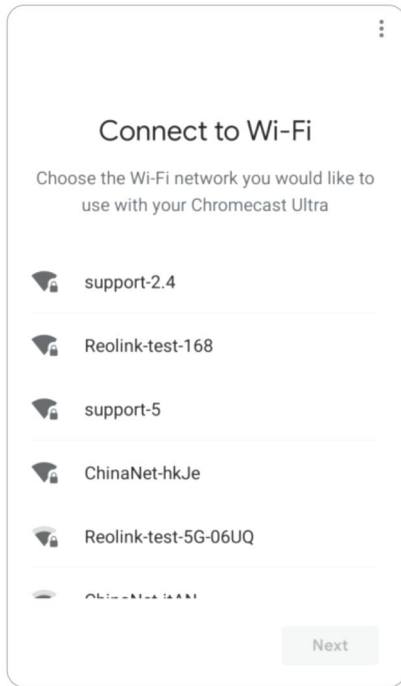 Connect to Wi-Fi
Choose the Wi-Fi network you would like to
use with your Chromecast Ultra
support-2.4
Reolink-test-168
support-5
ChinaNet-hkJe
Reolink-test-5G-06UQ
Next